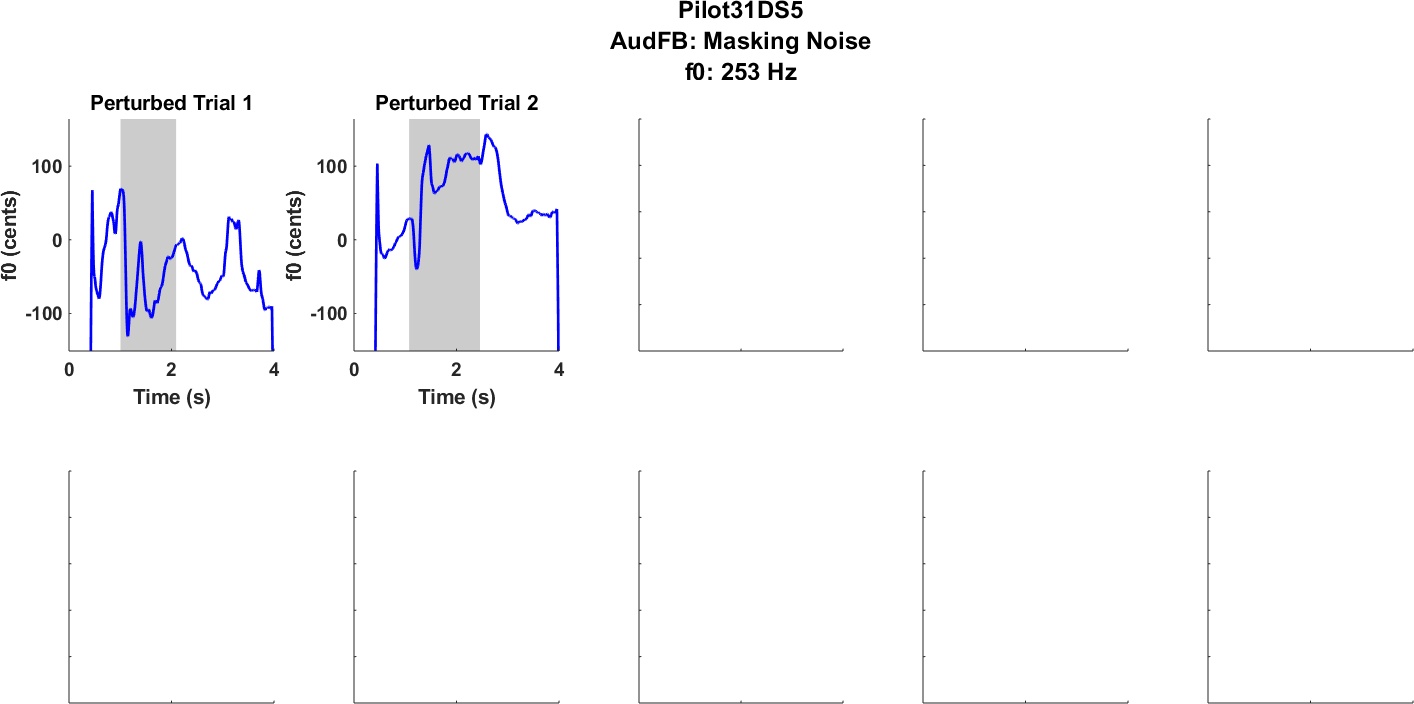 Pilot31DS5
AudFB: Masking Noise
f0: 253 Hz
Perturbed Trial 1
f0 (cents)
100
0
-100
0 2 4
Time (s)
Perturbed Trial 2
f0 (cents)
100
0
-100
0 2 4
Time (s)